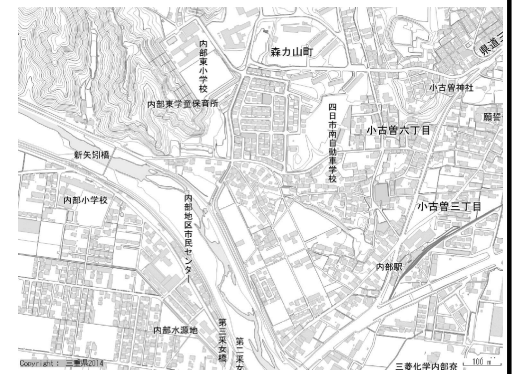 内部東小学校
森カ山町
県道三
小古曽神社
内部東学童保育所
四日市南自動車学校
小古曽六丁目
願誓
新矢矧橋
内部小学校
内部地区市民センター
小古曽三丁目
内部駅
内部水源地
第三采女橋
第二采女
三菱化学内部寮
100 m
Copyright : 三重県2014